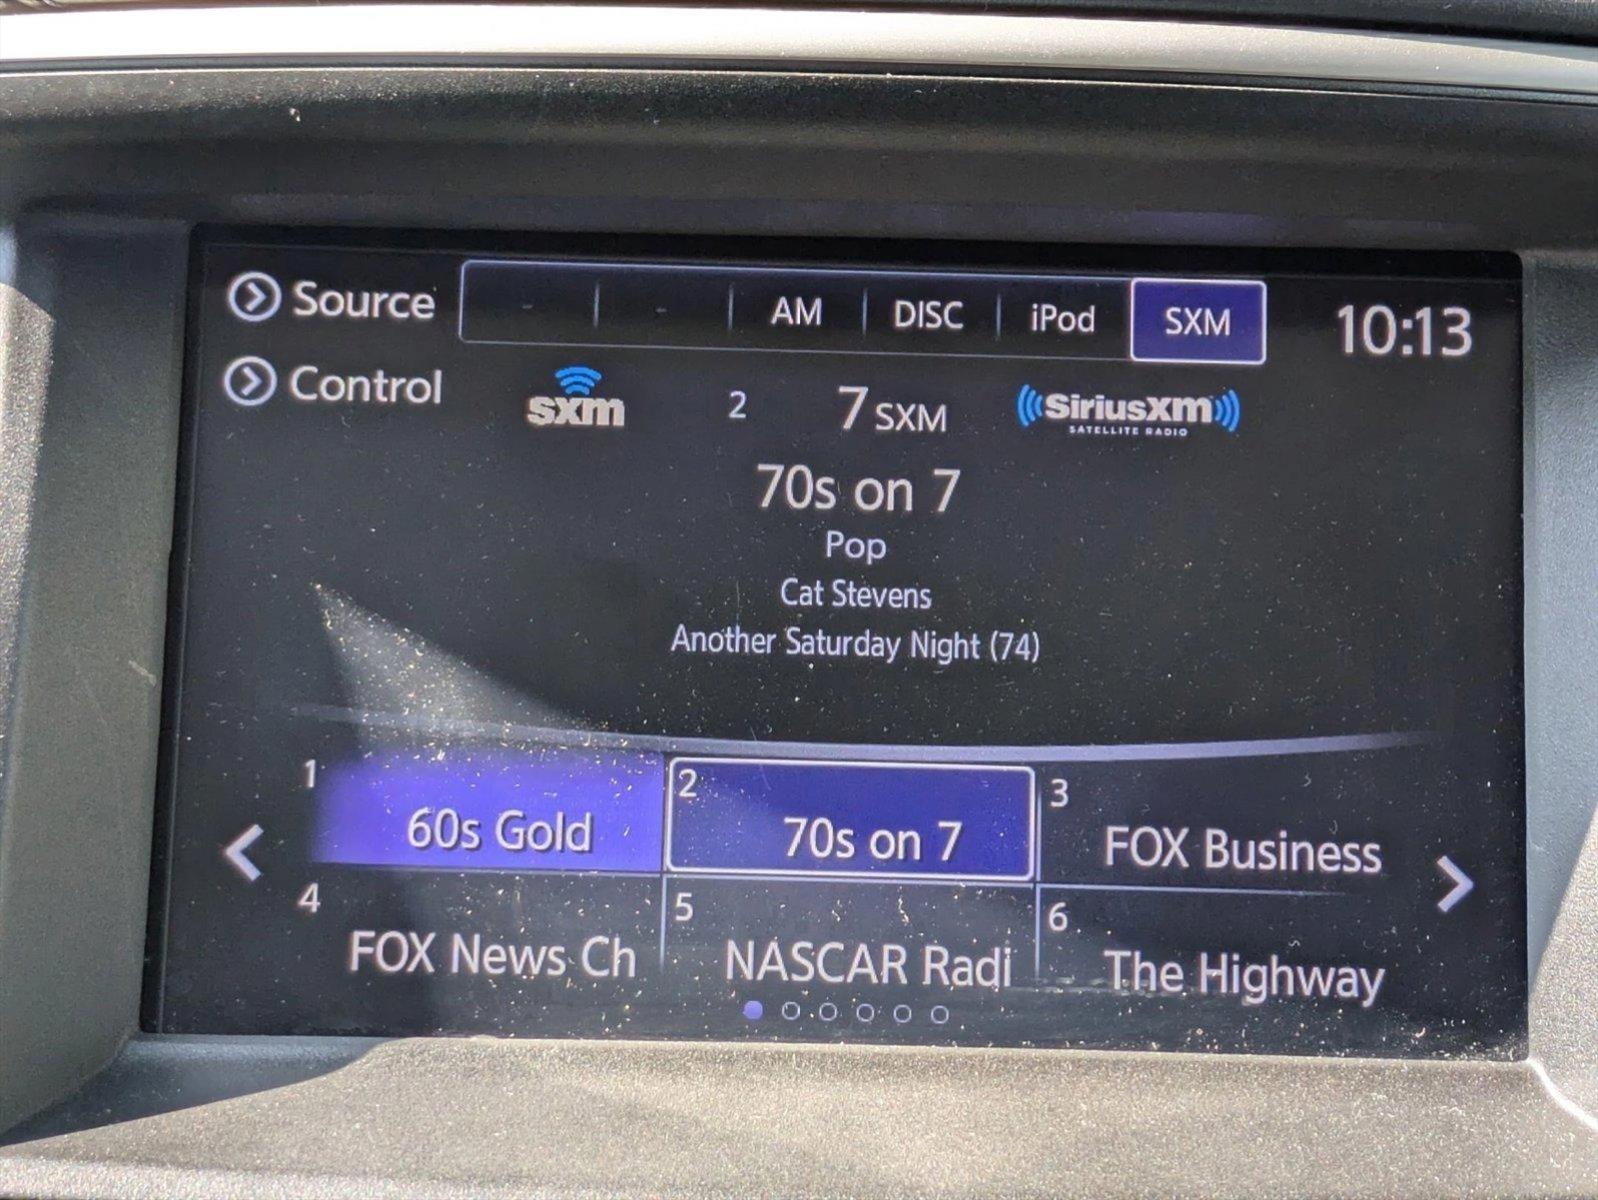 Source - - AM DISC iPod SXM 10:13
Control sxm 2 7 SXM SiriusXM
SATELLITE RADIO
70s on 7
Pop
Cat Stevens
Another Saturday Night (74)
1 60s Gold
2 70s on 7
3 FOX Business
4 FOX News Ch
5 NASCAR Radi
6 The Highway